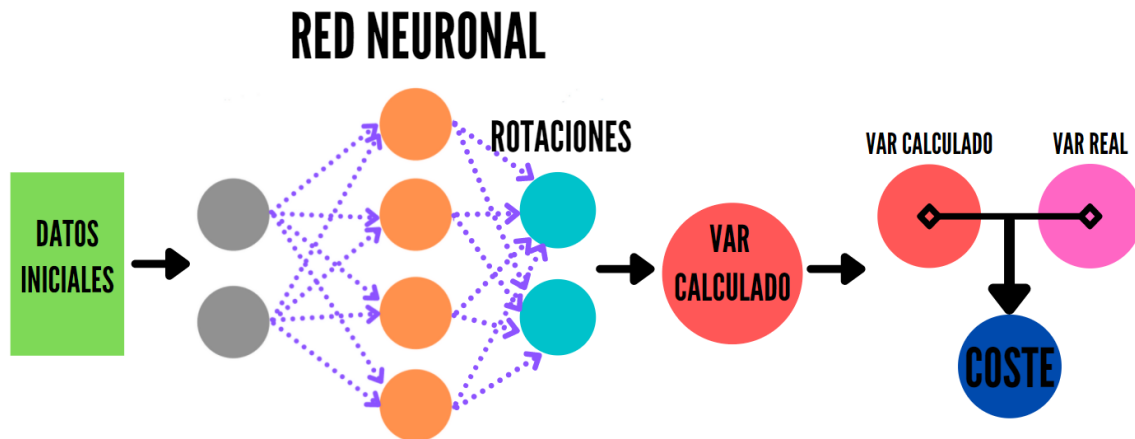 RED NEURONAL
ROTACIONES
VAR CALCULADO
VAR REAL
DATOS
INICIALES
VAR
CALCULADO
COSTE